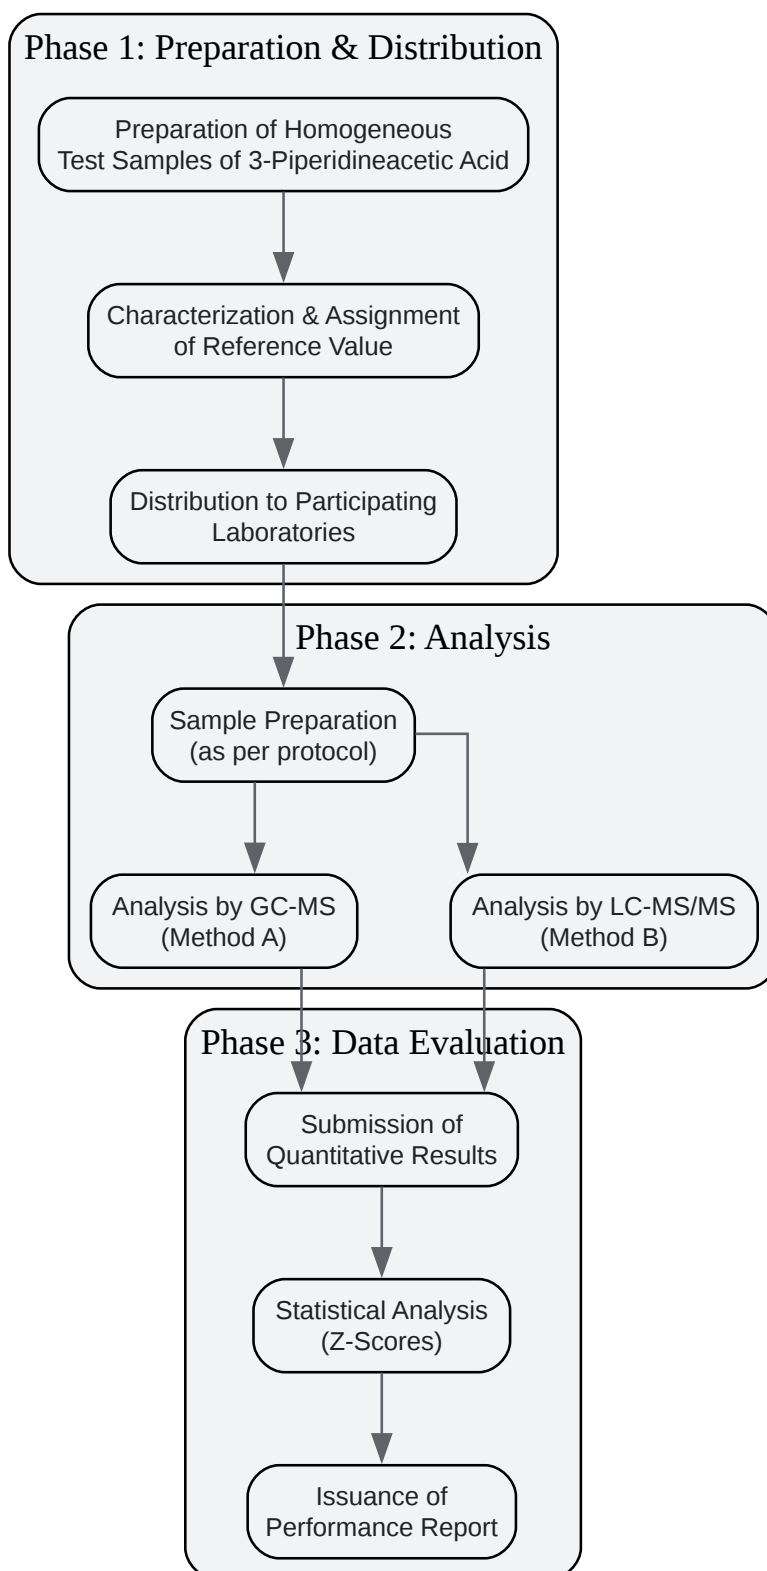 Phase 1: Preparation & Distribution
Preparation of Homogeneous
Test Samples of 3-Piperidineacetic Acid
Characterization & Assignment
of Reference Value
Distribution to Participating
Laboratories
Phase 2: Analysis
Sample Preparation
(as per protocol)
Analysis by GC-MS
(Method A)
Analysis by LC-MS/MS
(Method B)
Phase 3: Data Evaluation
Submission of
Quantitative Results
Statistical Analysis
(Z-Scores)
Issuance of
Performance Report